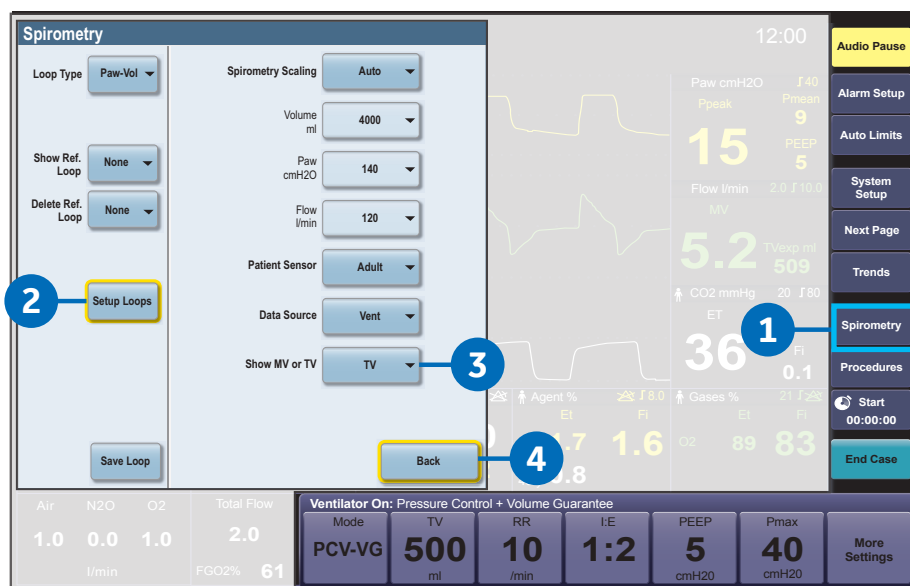 Spirometry
Loop Type
Paw-Vol
Show Ref.
Loop
None
Delete Ref.
Loop
None
2
Setup Loops
Save Loop
Spirometry Scaling
Auto
Volume
ml
4000
Paw
cmH2O
140
Flow
l/min
120
Patient Sensor
Adult
Data Source
Vent
Show MV or TV
TV
3
Back
4
12:00
Paw cmH2O 40
Ppeak Pmean
15 9
PEEP
5
Flow l/min 2.0 10.0
MV
5.2 TVexp ml
509
CO2 mmHg 20 80
ET
36 Fi
0.1
1
Agent % 8.0
Et Fi
.7 1.6
.8
Gases % 21
Et Fi
O2 89 83
Audio Pause
Alarm Setup
Auto Limits
System
Setup
Next Page
Trends
Spirometry
Procedures
Start
00:00:00
End Case
Air N2O O2
1.0 0.0 1.0
l/min
Total Flow
2.0
FGO2% 61
Ventilator On: Pressure Control + Volume Guarantee
Mode TV RR I:E PEEP Pmax
PCV-VG 500 10 1:2 5 40
ml /min cmH20 cmH20
More
Settings